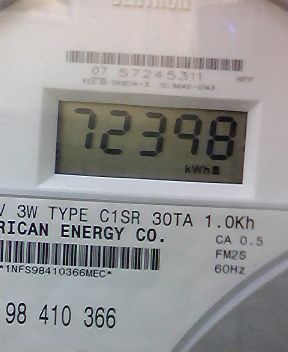 07 57245311
72398
kWh
V 3W TYPE C1SR 30TA 1.0Kh
RICAN ENERGY CO.
CA 0.5
FM2S
60Hz
*1NFS98410366MEC*
98 410 366